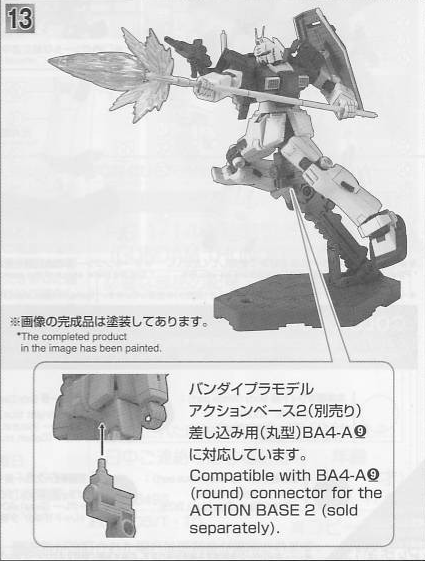 13
※画像の完成品は塗装してあります。
*The completed product
in the image has been painted.
バンダイプラモデル
アクションベース2(別売り)
差し込み用(丸型)BA4-A❾
に対応しています。
Compatible with BA4-A❾
(round) connector for the
ACTION BASE 2 (sold
separately).